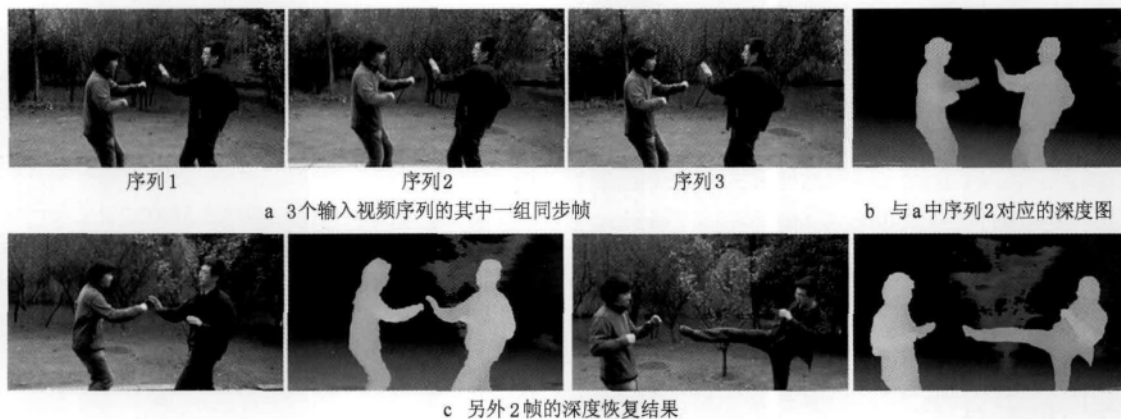 序列1
序列2
序列3
a 3个输入视频序列的其中一组同步帧
b 与a中序列2对应的深度图
c 另外2帧的深度恢复结果